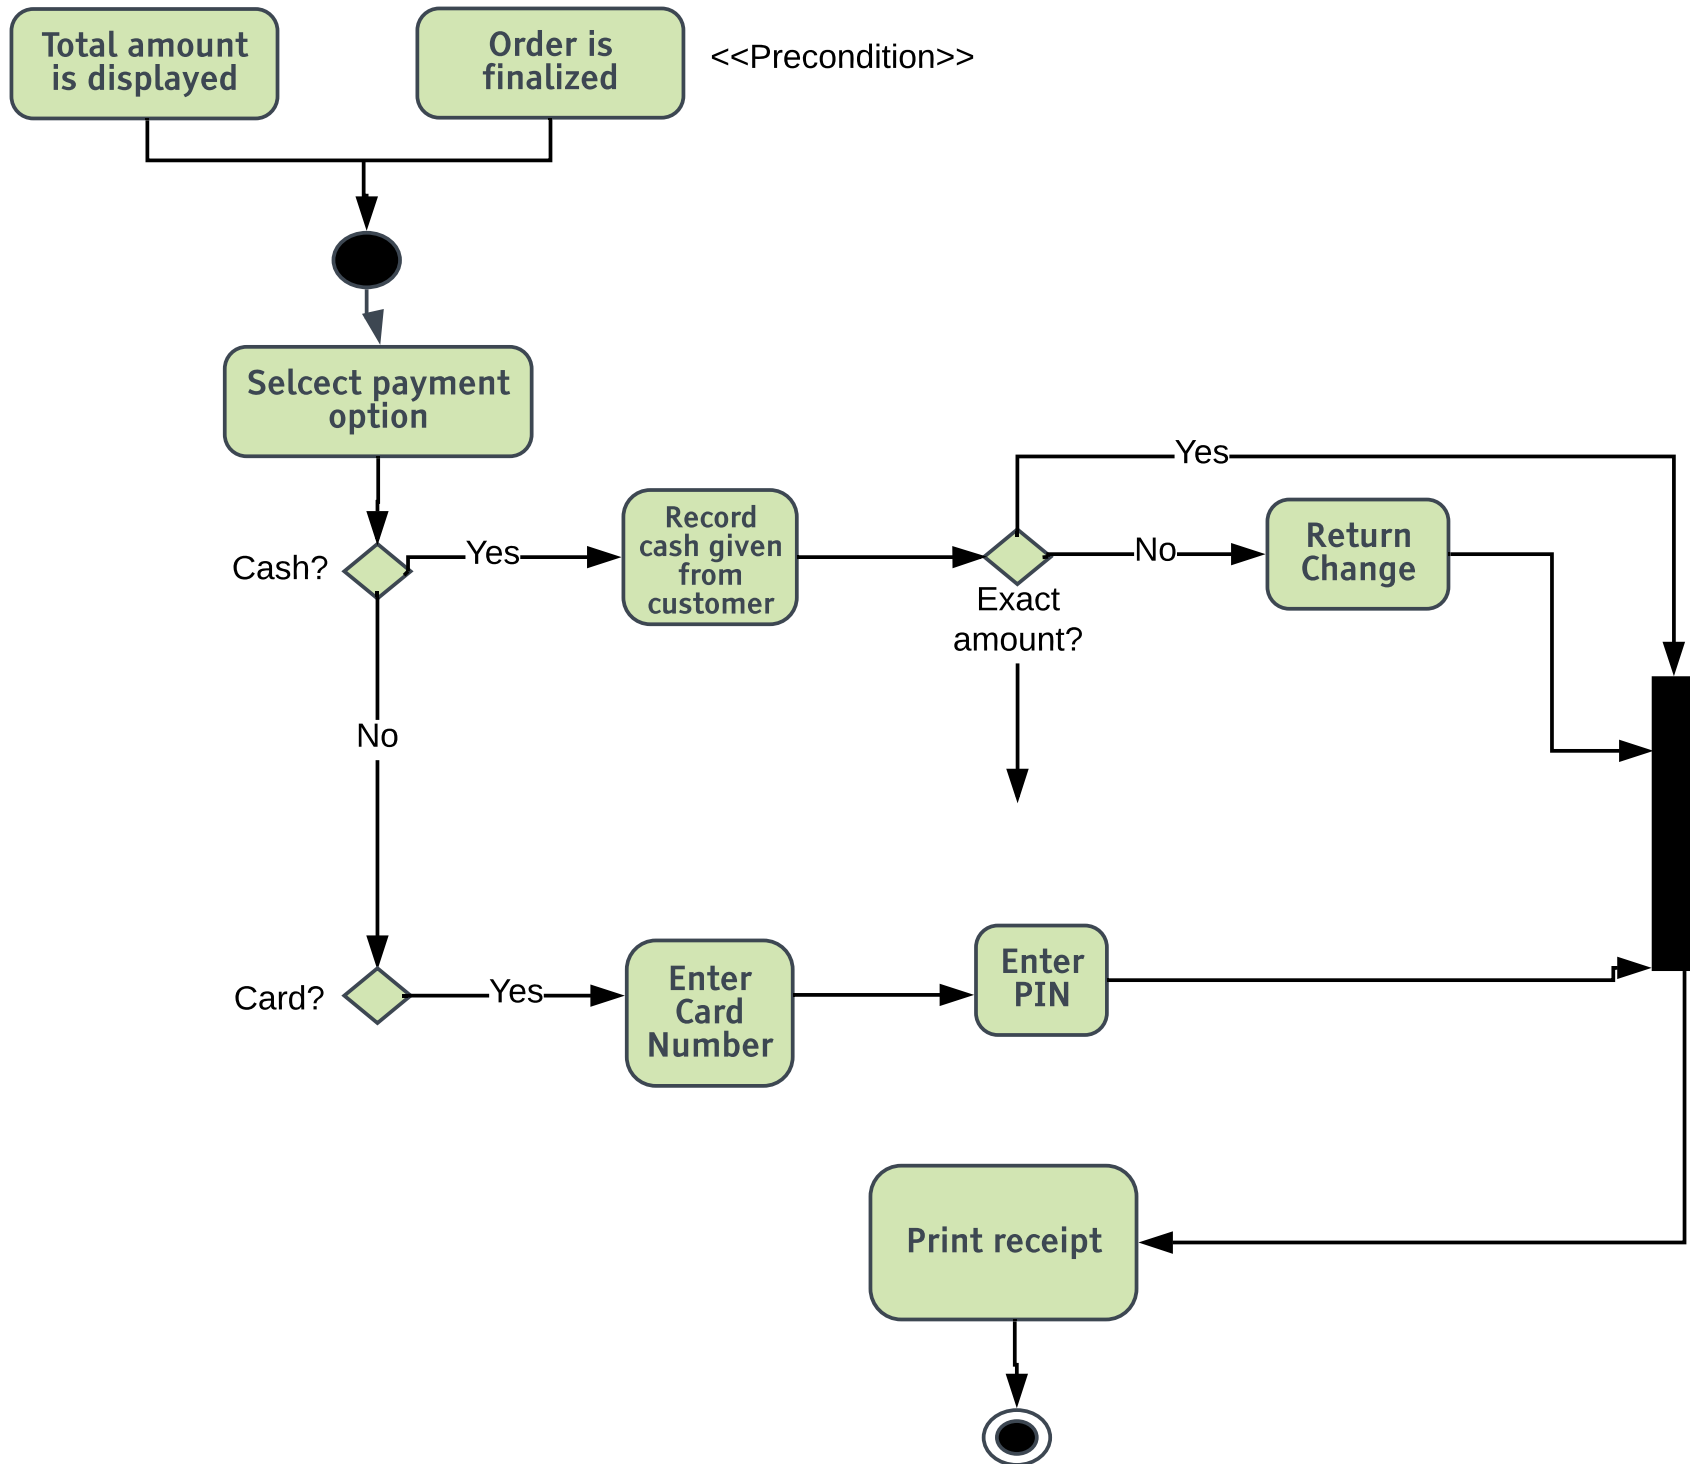 Total amount
is displayed
Order is
finalized
<<Precondition>>
Selcect payment
option
Cash?
Yes
Record
cash given
from
customer
Yes
No
Exact
amount?
Return
Change
No
Card?
Yes
Enter
Card
Number
Enter
PIN
Print receipt